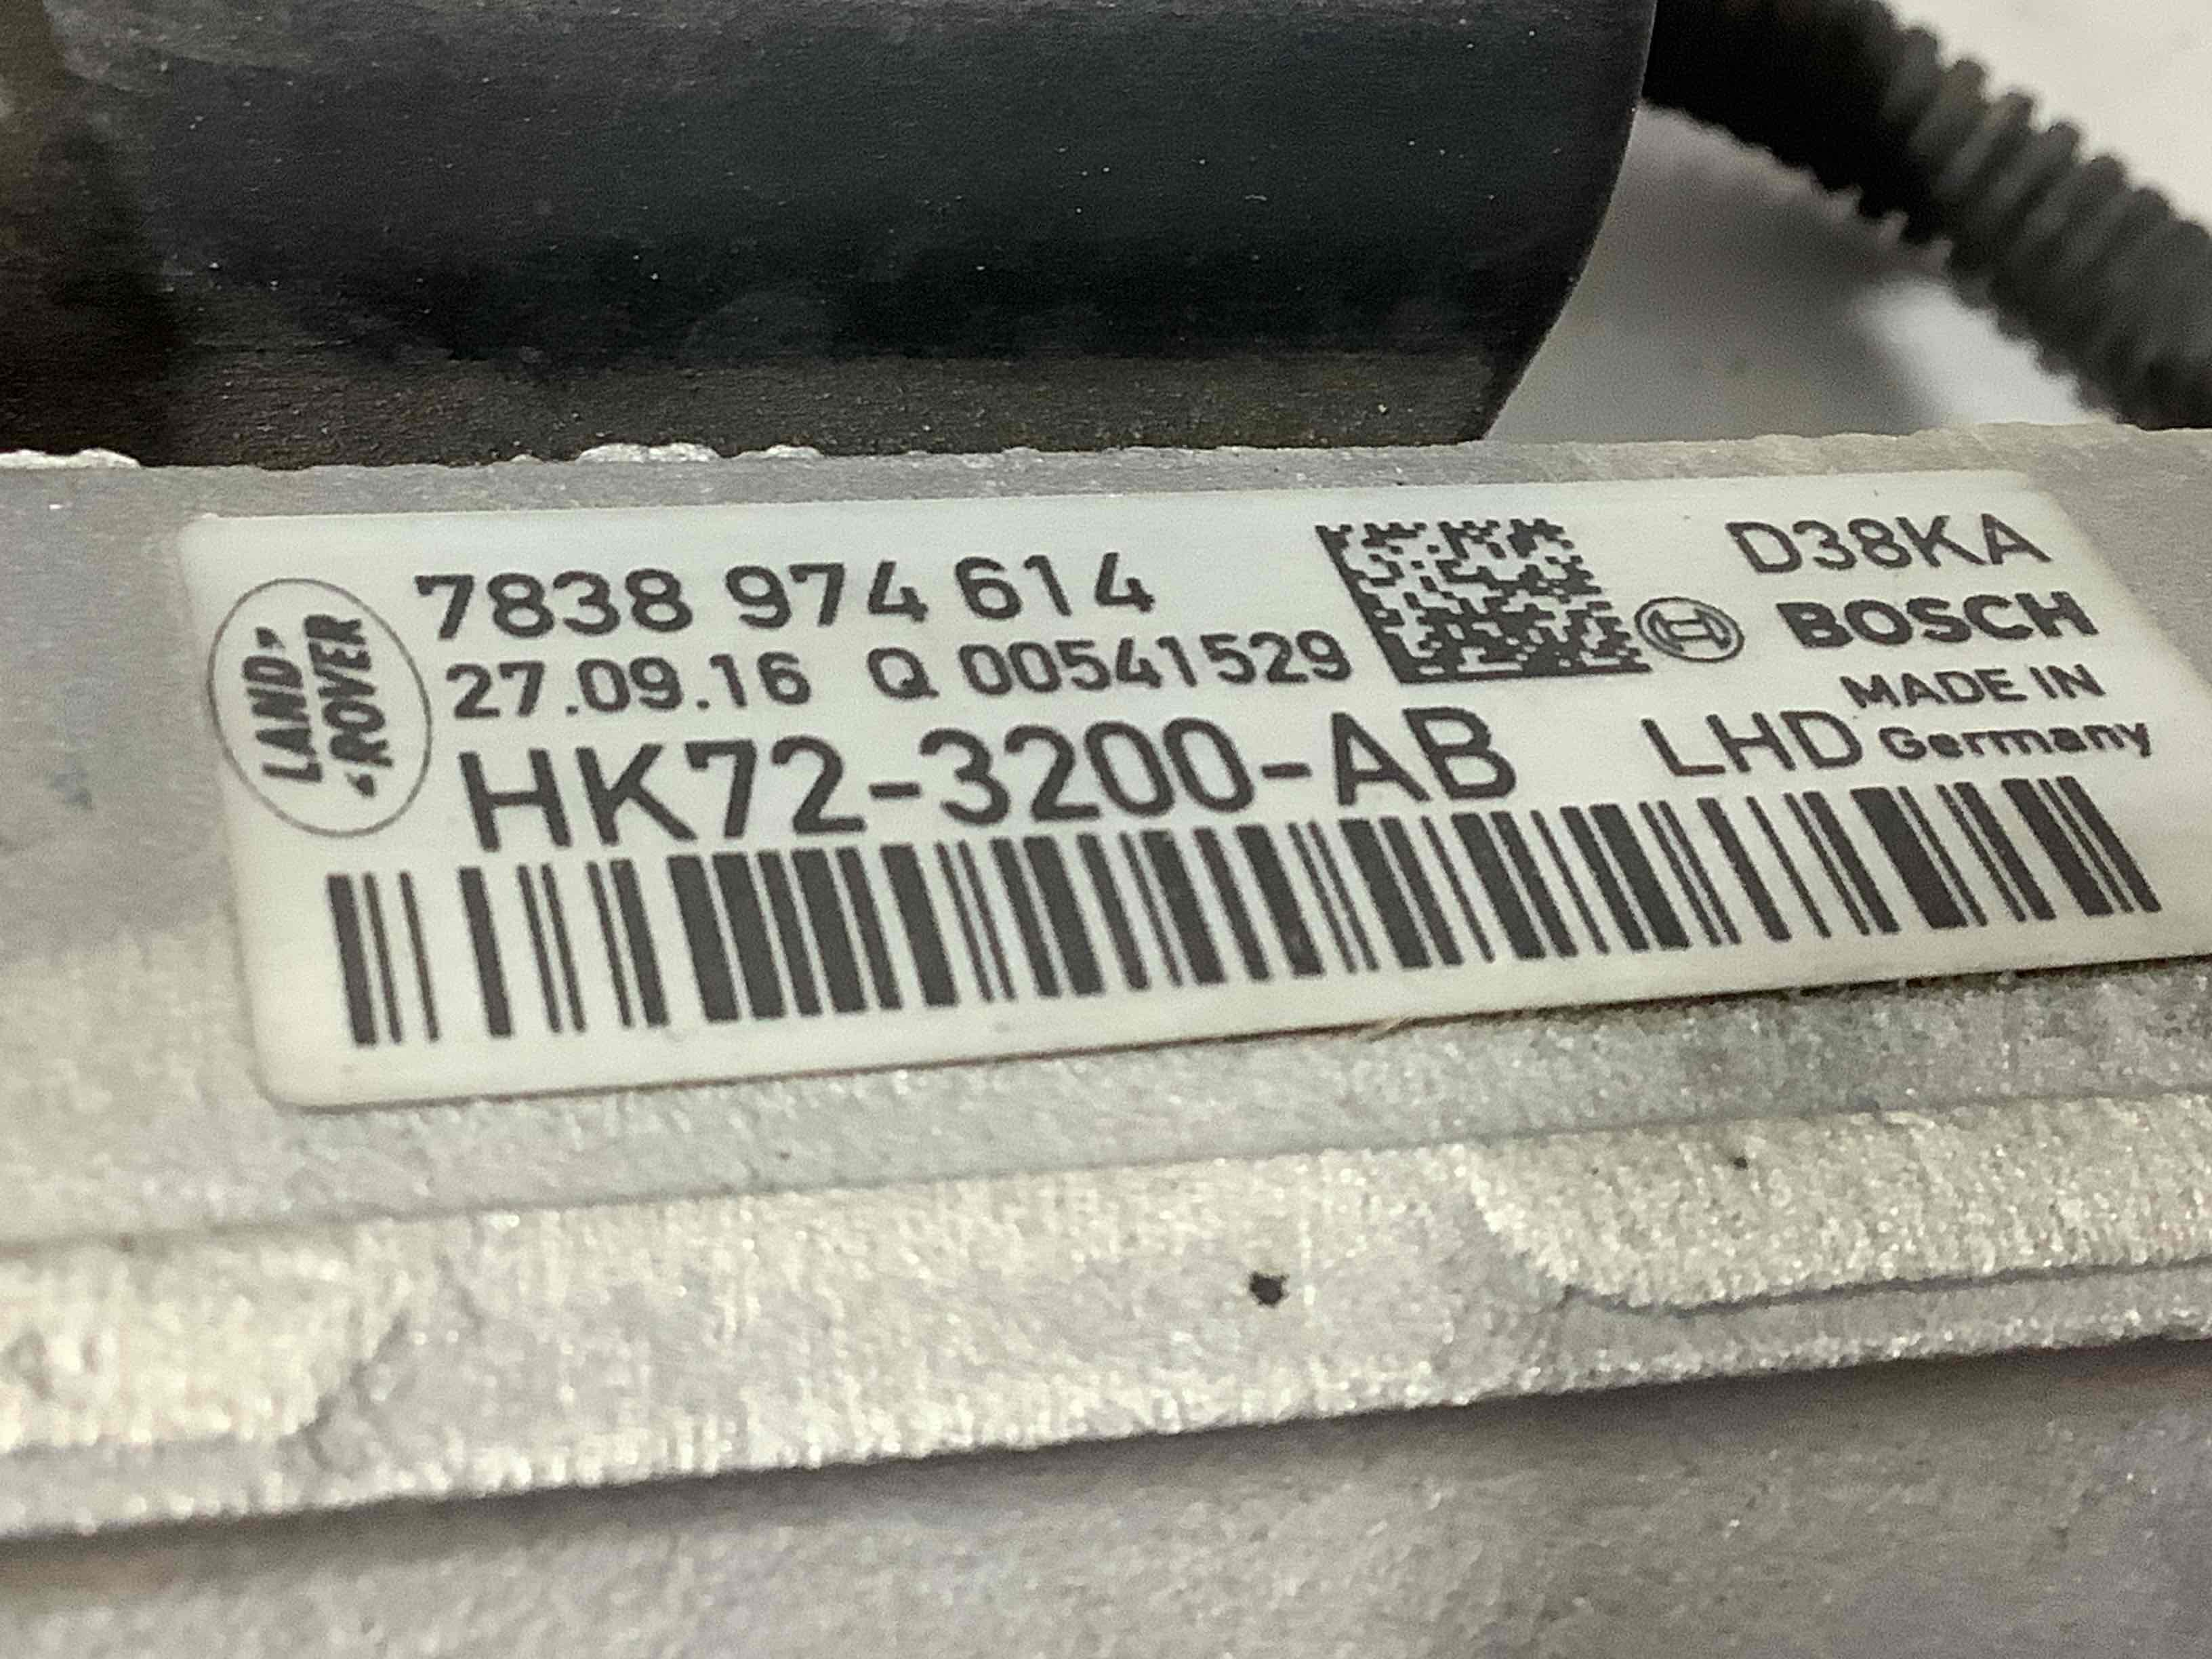 LAND
ROVER
7838 974 614
27.09.16 Q 00541529
HK72-3200-AB
D38KA
BOSCH
MADE IN
LHD Germany